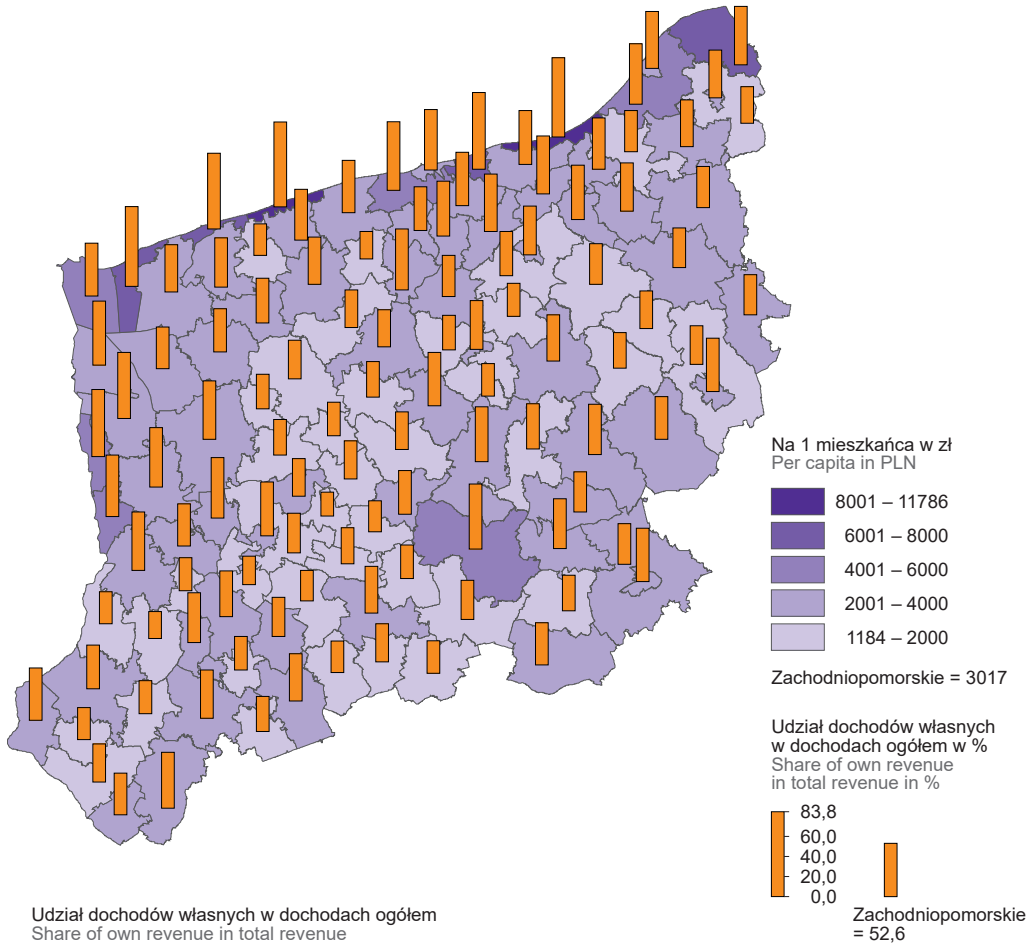 Na 1 mieszkańca w zł
Per capita in PLN
8001 – 11786
6001 – 8000
4001 – 6000
2001 – 4000
1184 – 2000
Zachodniopomorskie = 3017
Udział dochodów własnych
w dochodach ogółem w %
Share of own revenue
in total revenue in %
83,8
60,0
40,0
20,0
0,0
Zachodniopomorskie
= 52,6
Udział dochodów własnych w dochodach ogółem
Share of own revenue in total revenue